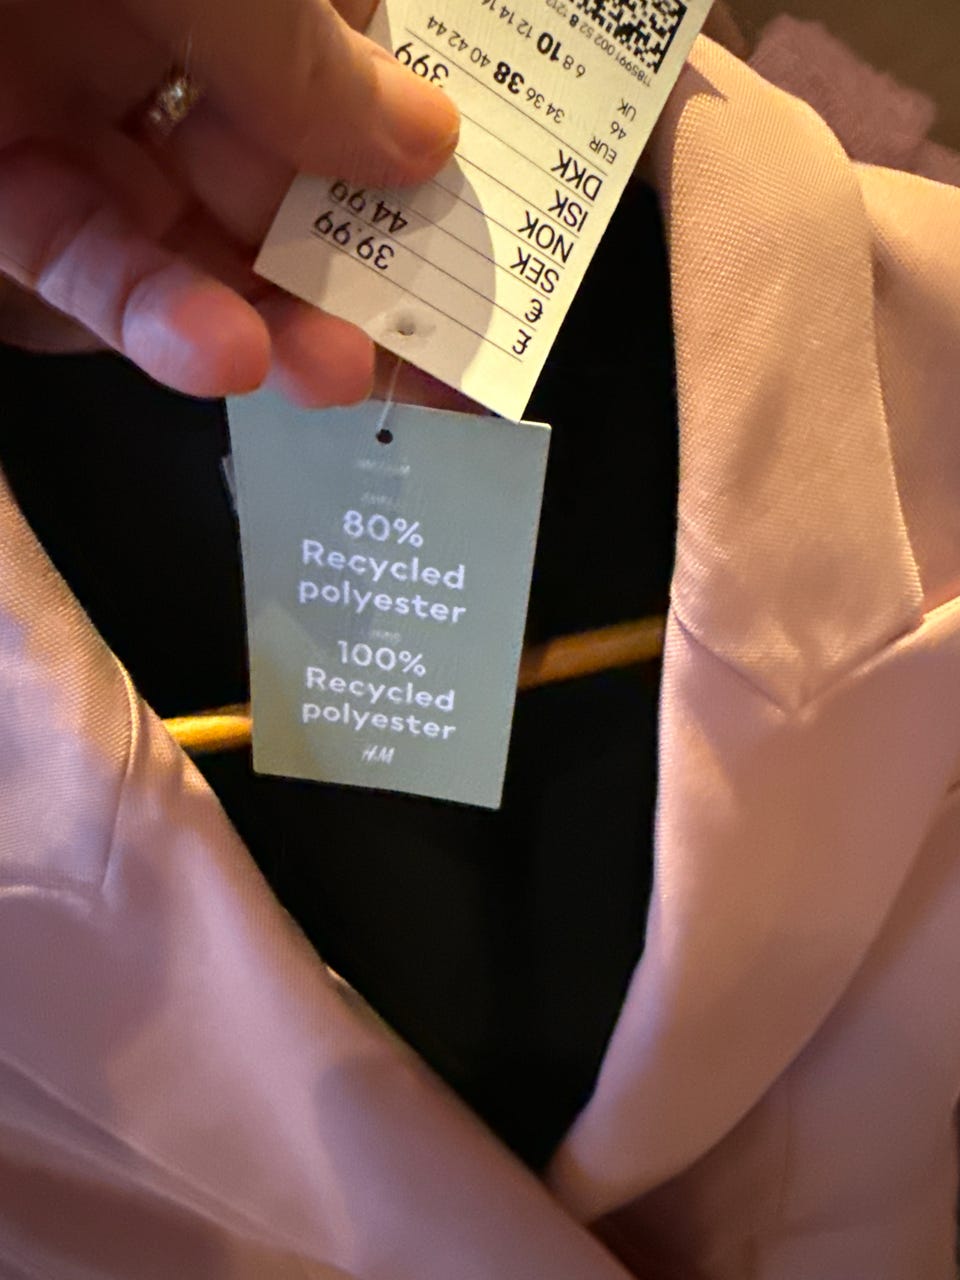 £ 39.99
€ 44.99
SEK
NOK
ISK
DKK 399
EUR 34 36 38 40 42 44
46
UK 6 8 10 12 14 16
80%
Recycled
polyester
100%
Recycled
polyester
H&M